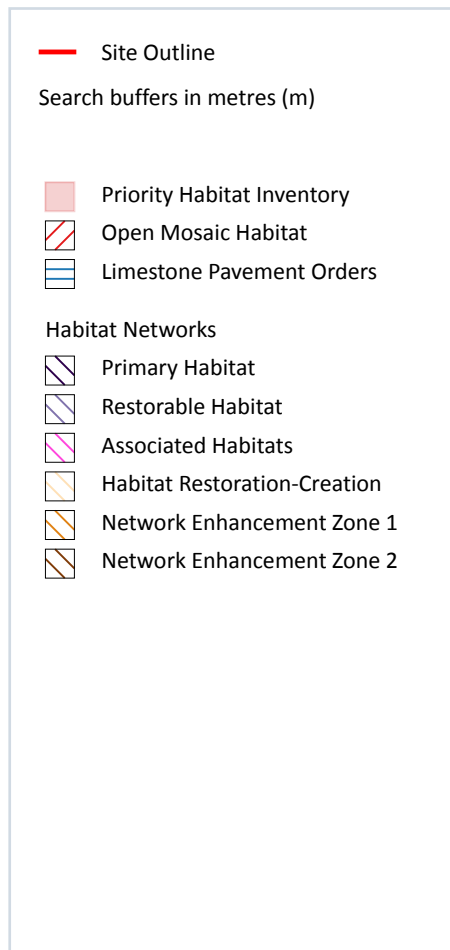 Site Outline
Search buffers in metres (m)
Priority Habitat Inventory
Open Mosaic Habitat
Limestone Pavement Orders
Habitat Networks
Primary Habitat
Restorable Habitat
Associated Habitats
Habitat Restoration-Creation
Network Enhancement Zone 1
Network Enhancement Zone 2